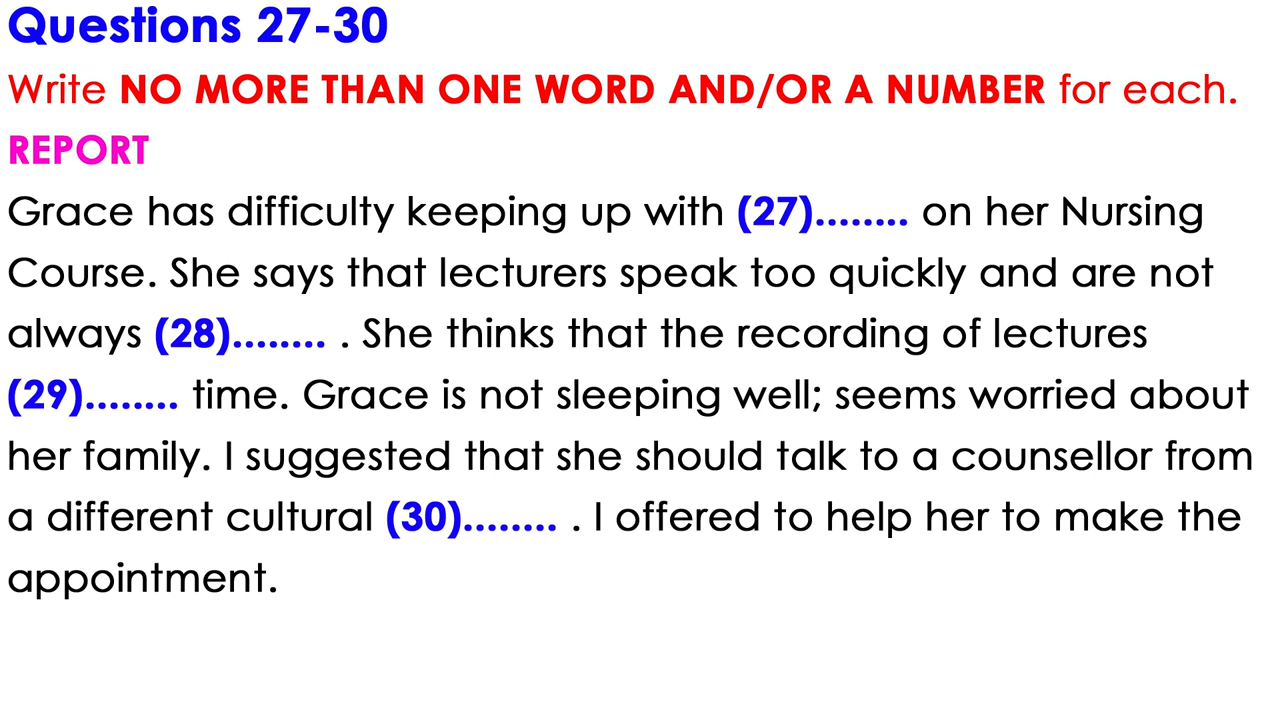 Questions 27-30
Write NO MORE THAN ONE WORD AND/OR A NUMBER for each.
REPORT
Grace has difficulty keeping up with (27)........ on her Nursing
Course. She says that lecturers speak too quickly and are not
always (28)........ . She thinks that the recording of lectures
(29)........ time. Grace is not sleeping well; seems worried about
her family. I suggested that she should talk to a counsellor from
a different cultural (30)........ . I offered to help her to make the
appointment.